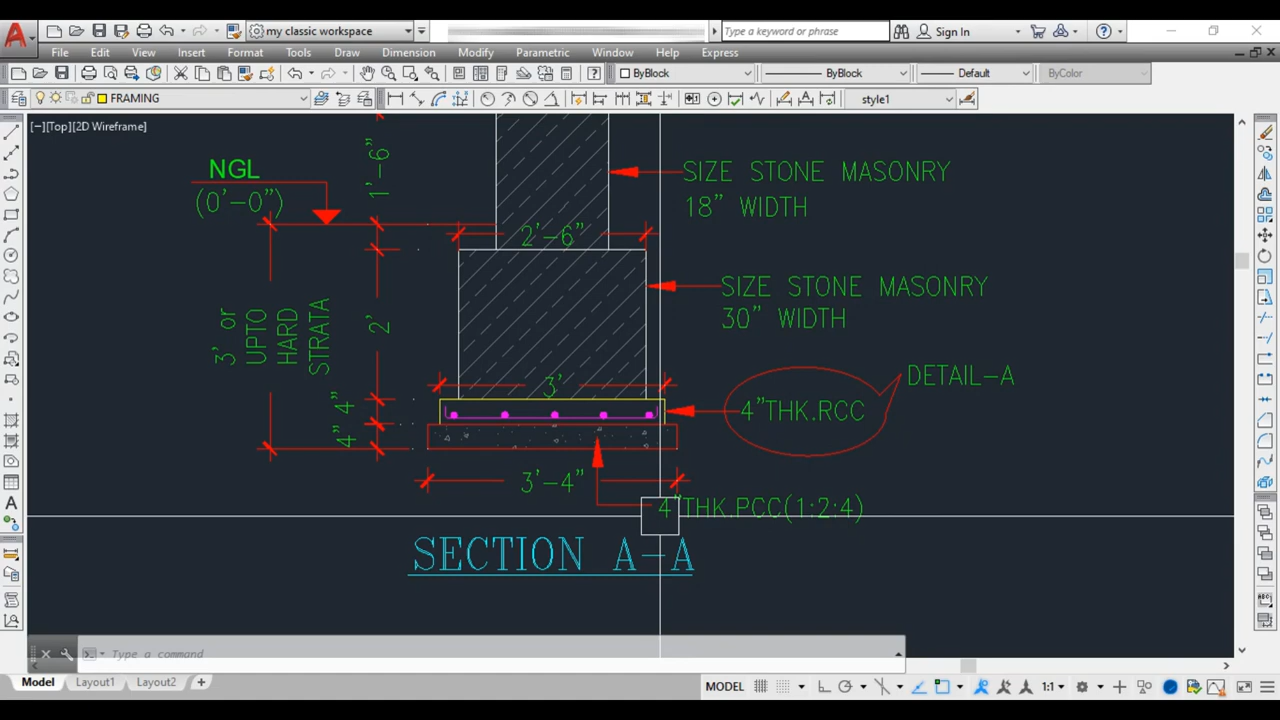 my classic workspace
Type a keyword or phrase
Sign In
File Edit View Insert Format Tools Draw Dimension Modify Parametric Window Help Express
ByBlock ByBlock Default ByColor
FRAMING style1
[−][Top][2D Wireframe]
NGL
(0'-0")
1'-6"
SIZE STONE MASONRY
18" WIDTH
2'-6"
SIZE STONE MASONRY
30" WIDTH
3' or
UPTO
HARD
STRATA
2'
3'
DETAIL-A
4"THK.RCC
4"
4"
3'-4"
4"THK.PCC(1:2:4)
SECTION A-A
Type a command
Model Layout1 Layout2 +
MODEL 1:1